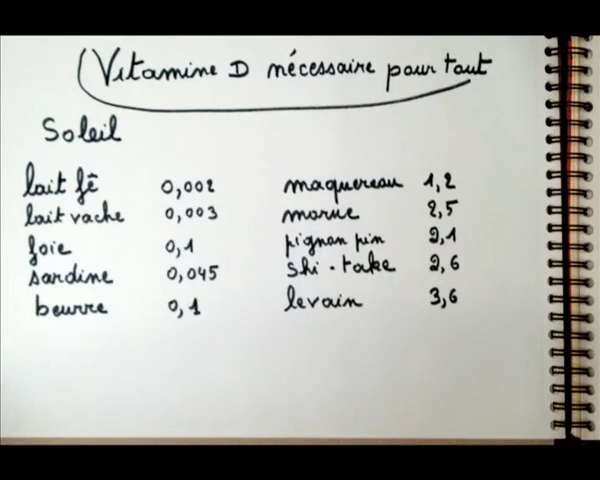 Vitamine D nécessaire pour tout
Soleil
lait fê 0,002
lait vache 0,003
foie 0,1
sardine 0,045
beurre 0,1
maquereau 1,2
morue 2,5
pignon pin 2,1
shi-take 2,6
levain 3,6